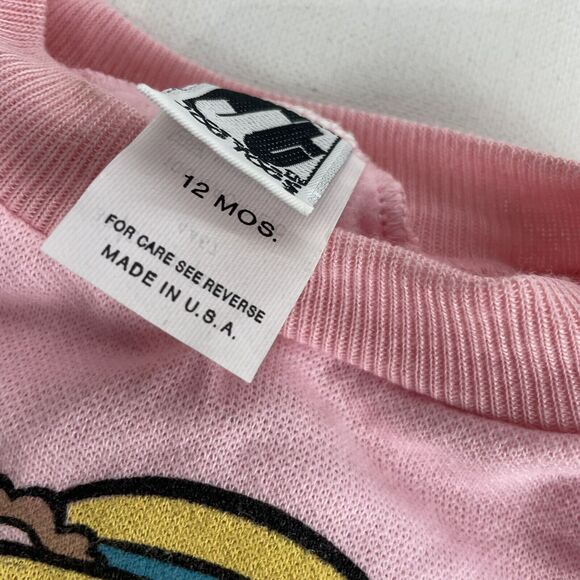 12 MOS.
FOR CARE SEE REVERSE
MADE IN U.S.A.